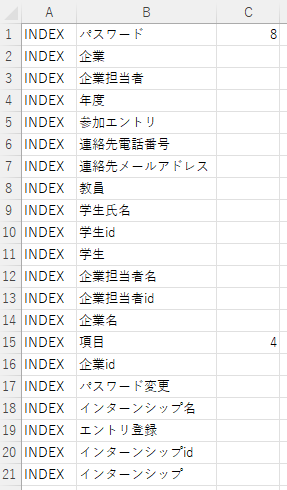 A B C
1 INDEX パスワード 8
2 INDEX 企業
3 INDEX 企業担当者
4 INDEX 年度
5 INDEX 参加エントリ
6 INDEX 連絡先電話番号
7 INDEX 連絡先メールアドレス
8 INDEX 教員
9 INDEX 学生氏名
10 INDEX 学生id
11 INDEX 学生
12 INDEX 企業担当者名
13 INDEX 企業担当者id
14 INDEX 企業名
15 INDEX 項目 4
16 INDEX 企業id
17 INDEX パスワード変更
18 INDEX インターンシップ名
19 INDEX エントリ登録
20 INDEX インターンシップid
21 INDEX インターンシップ